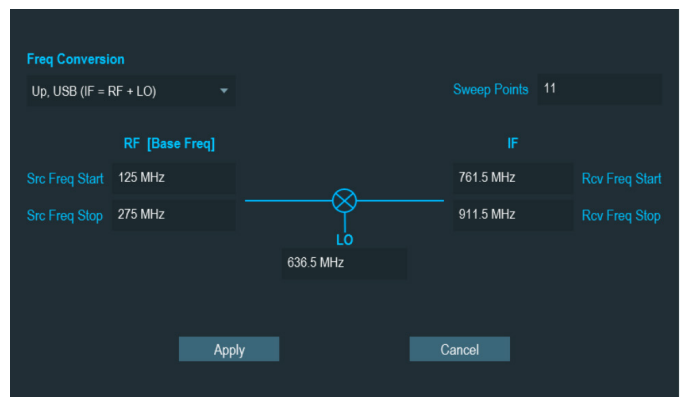 Freq Conversion
Up, USB (IF = RF + LO)
Sweep Points 11
RF [Base Freq]
IF
Src Freq Start 125 MHz
761.5 MHz Rcv Freq Start
Src Freq Stop 275 MHz
911.5 MHz Rcv Freq Stop
LO
636.5 MHz
Apply
Cancel